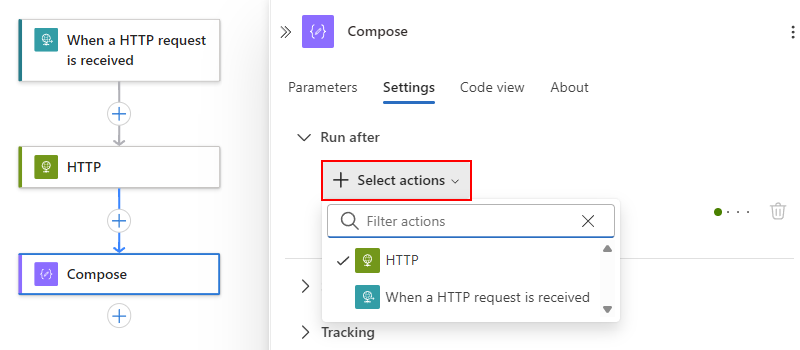 When a HTTP request
is received
HTTP
Compose
Compose
Parameters
Settings
Code view
About
Run after
Select actions
Filter actions
HTTP
When a HTTP request is received
Tracking